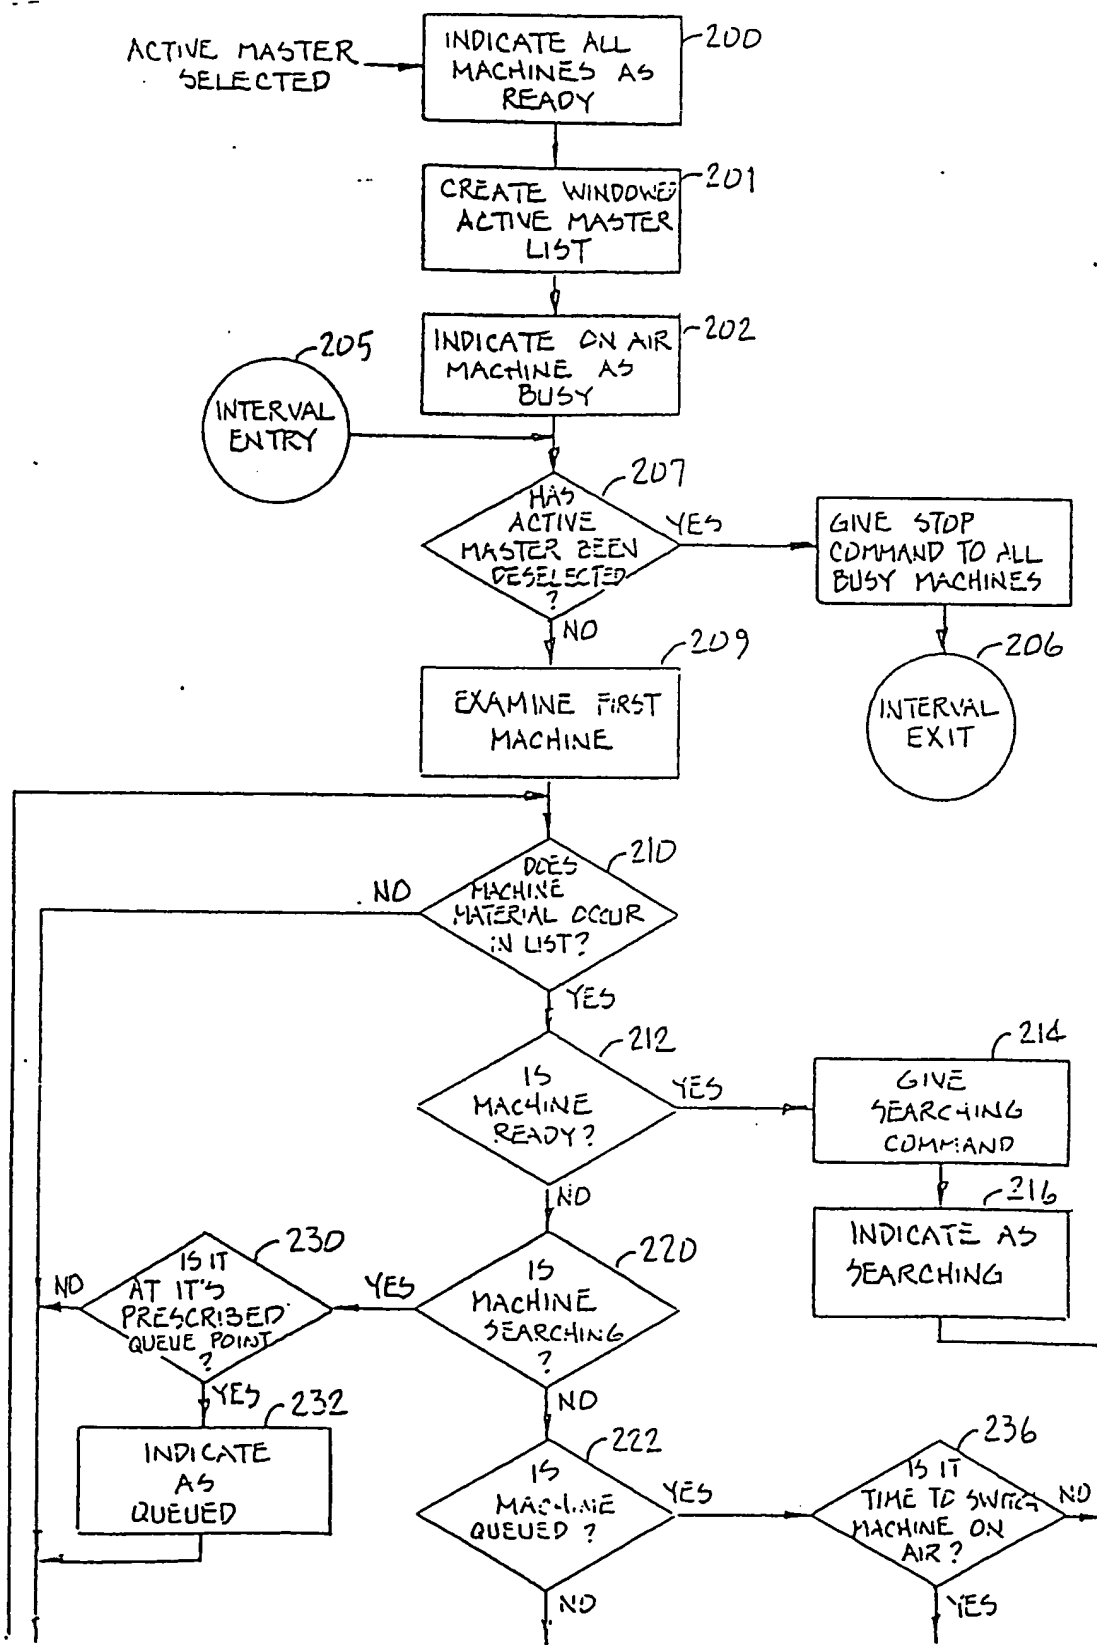 ACTIVE MASTER
SELECTED
INDICATE ALL
MACHINES AS
READY
200
CREATE WINDOWED
ACTIVE MASTER
LIST
201
INDICATE ON AIR
MACHINE AS
BUSY
202
205
INTERVAL
ENTRY
207
HAS
ACTIVE
MASTER BEEN
DESELECTED
?
YES
GIVE STOP
COMMAND TO ALL
BUSY MACHINES
NO
209
206
INTERVAL
EXIT
EXAMINE FIRST
MACHINE
210
DOES
MACHINE
MATERIAL OCCUR
IN LIST?
NO
YES
212
IS
MACHINE
READY?
YES
214
GIVE
SEARCHING
COMMAND
NO
216
INDICATE AS
SEARCHING
220
IS
MACHINE
SEARCHING
?
YES
230
IS IT
AT IT'S
PRESCRIBED
QUEUE POINT
?
NO
YES
232
INDICATE
AS
QUEUED
NO
222
IS
MACHINE
QUEUED?
YES
236
IS IT
TIME TO SWITCH
MACHINE ON
AIR?
NO
NO
YES